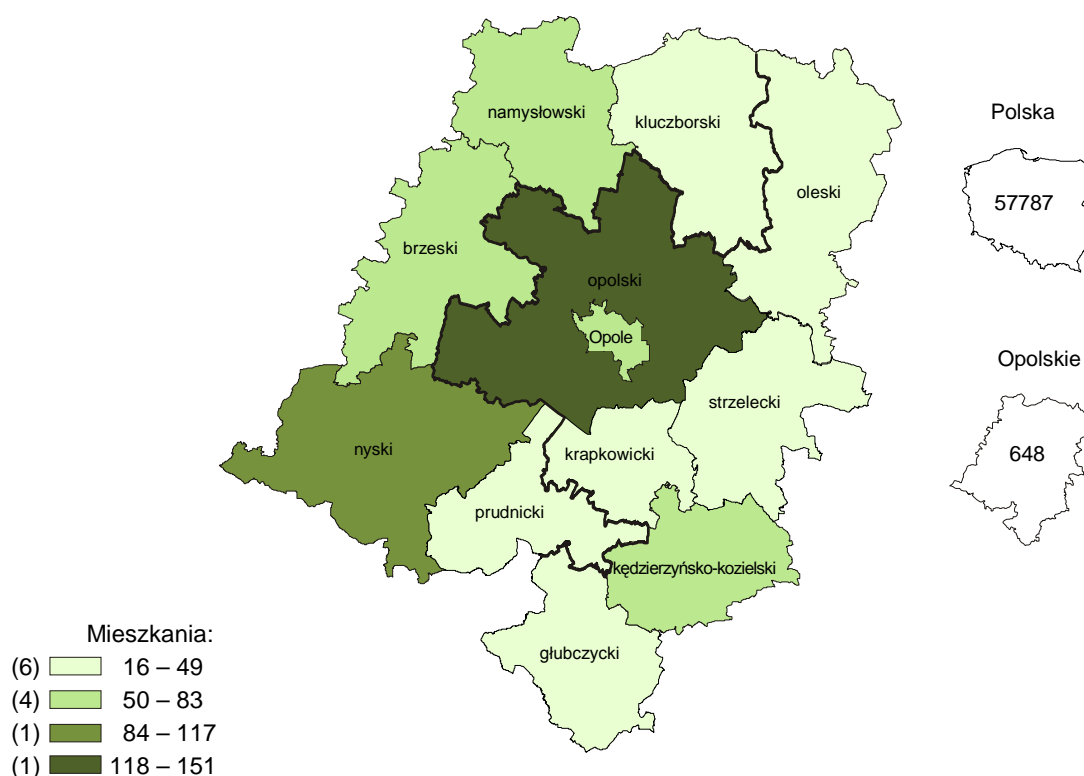 namysłowski
kluczborski
oleski
brzeski
opolski
Opole
strzelecki
nyski
krapkowicki
prudnicki
kędzierzyńsko-kozielski
głubczycki
Polska
57787
Opolskie
648
Mieszkania:
(6) 16 – 49
(4) 50 – 83
(1) 84 – 117
(1) 118 – 151